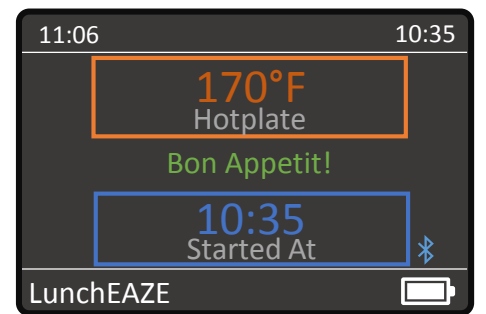 11:06 10:35
170°F
Hotplate
Bon Appetit!
10:35
Started At
LunchEAZE